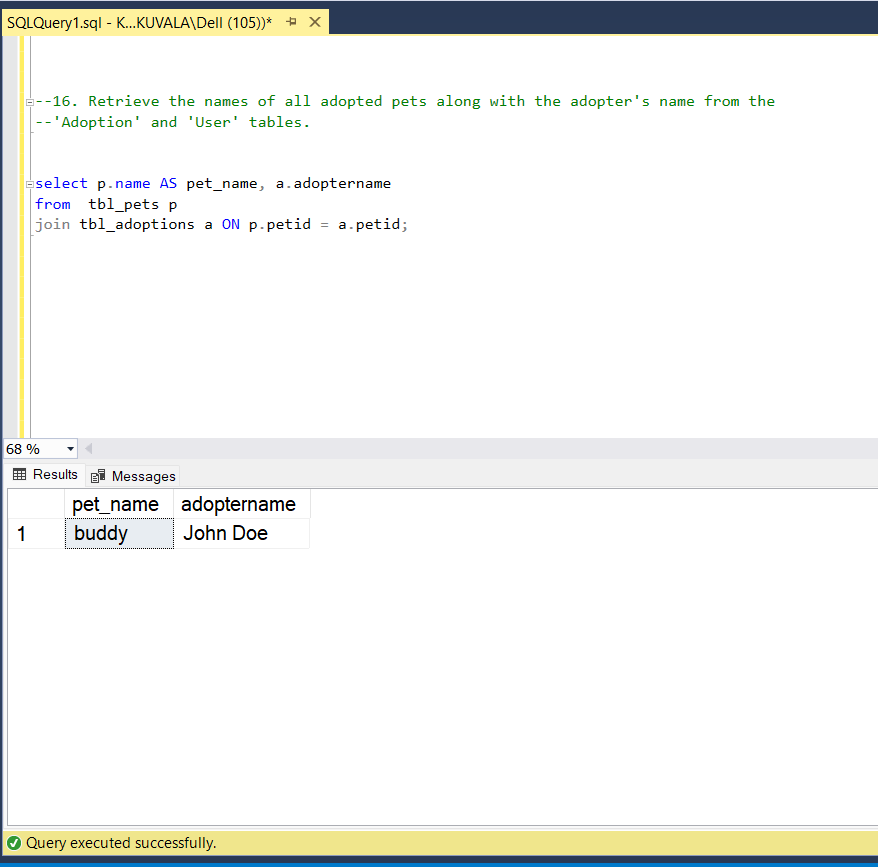 SQLQuery1.sql - K...KUVALA\Dell (105))*
--16. Retrieve the names of all adopted pets along with the adopter's name from the
--'Adoption' and 'User' tables.
select p.name AS pet_name, a.adoptername
from  tbl_pets p
join tbl_adoptions a ON p.petid = a.petid;
68 %
Results Messages
pet_name adoptername
1 buddy John Doe
Query executed successfully.